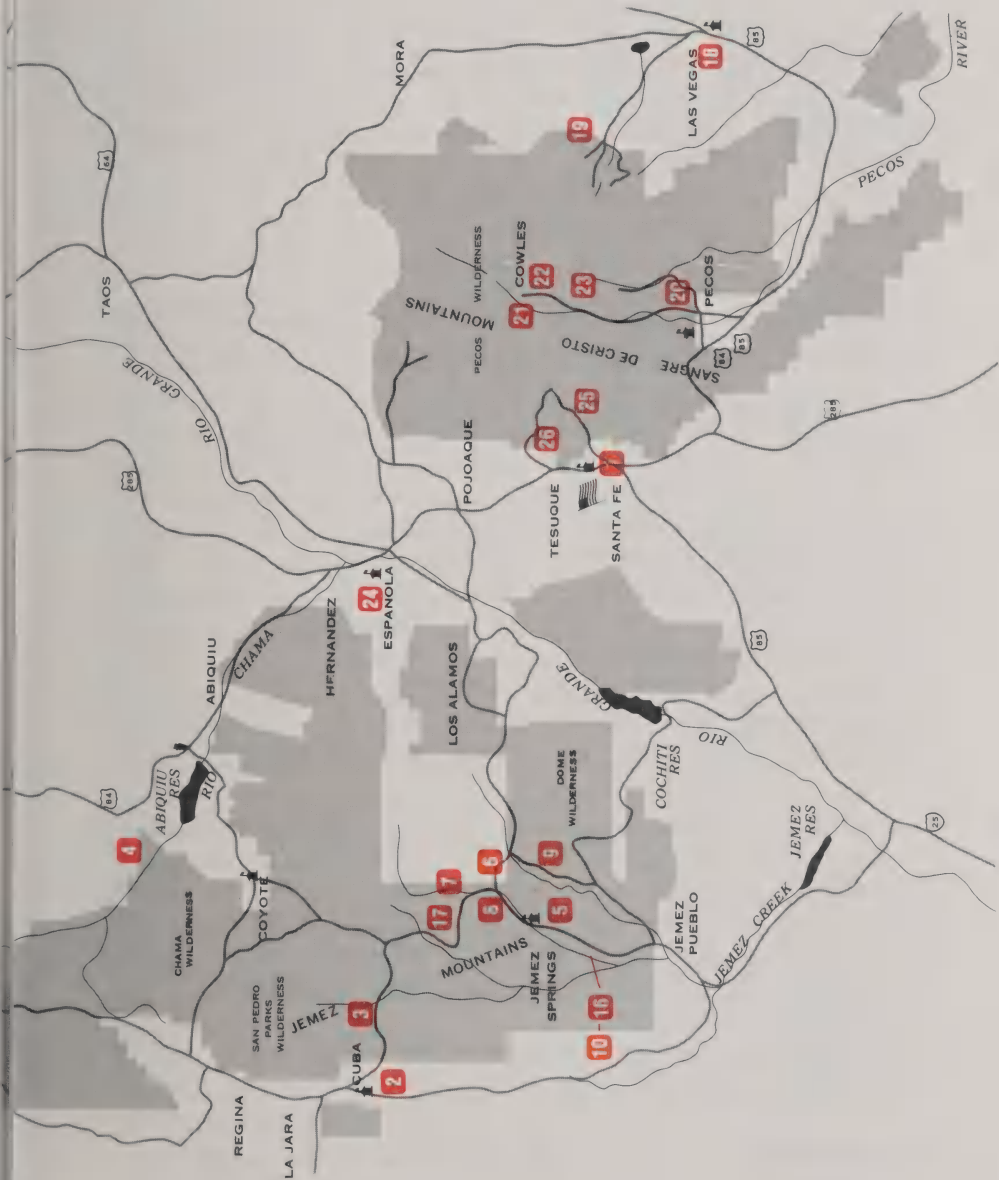 REGINA
LA JARA
84
4
TAOS
64
285
ABIQUIU
RES
RIO
ABIQUIU
CHAMA
RIO
GRANDE
CHAMA
WILDERNESS
COYOTE
SAN PEDRO
PARKS
WILDERNESS
JEMEZ
MOUNTAINS
CUBA
2
3
HERNANDEZ
24
ESPANOLA
MORA
17
7
LOS ALAMOS
POJOAQUE
PECOS
WILDERNESS
MOUNTAINS
8
6
5
9
JEMEZ
SPRINGS
DOME
WILDERNESS
GRANDE
TESUQUE
SANTA FE
26
25
21
COWLES
22
23
19
10 - 16
SANGRE
DE CRISTO
COCHITI
RES
RIO
JEMEZ
PUEBLO
20
PECOS
LAS VEGAS
18
85
84
85
JEMEZ CREEK
JEMEZ
RES
85
285
25
PECOS
RIVER